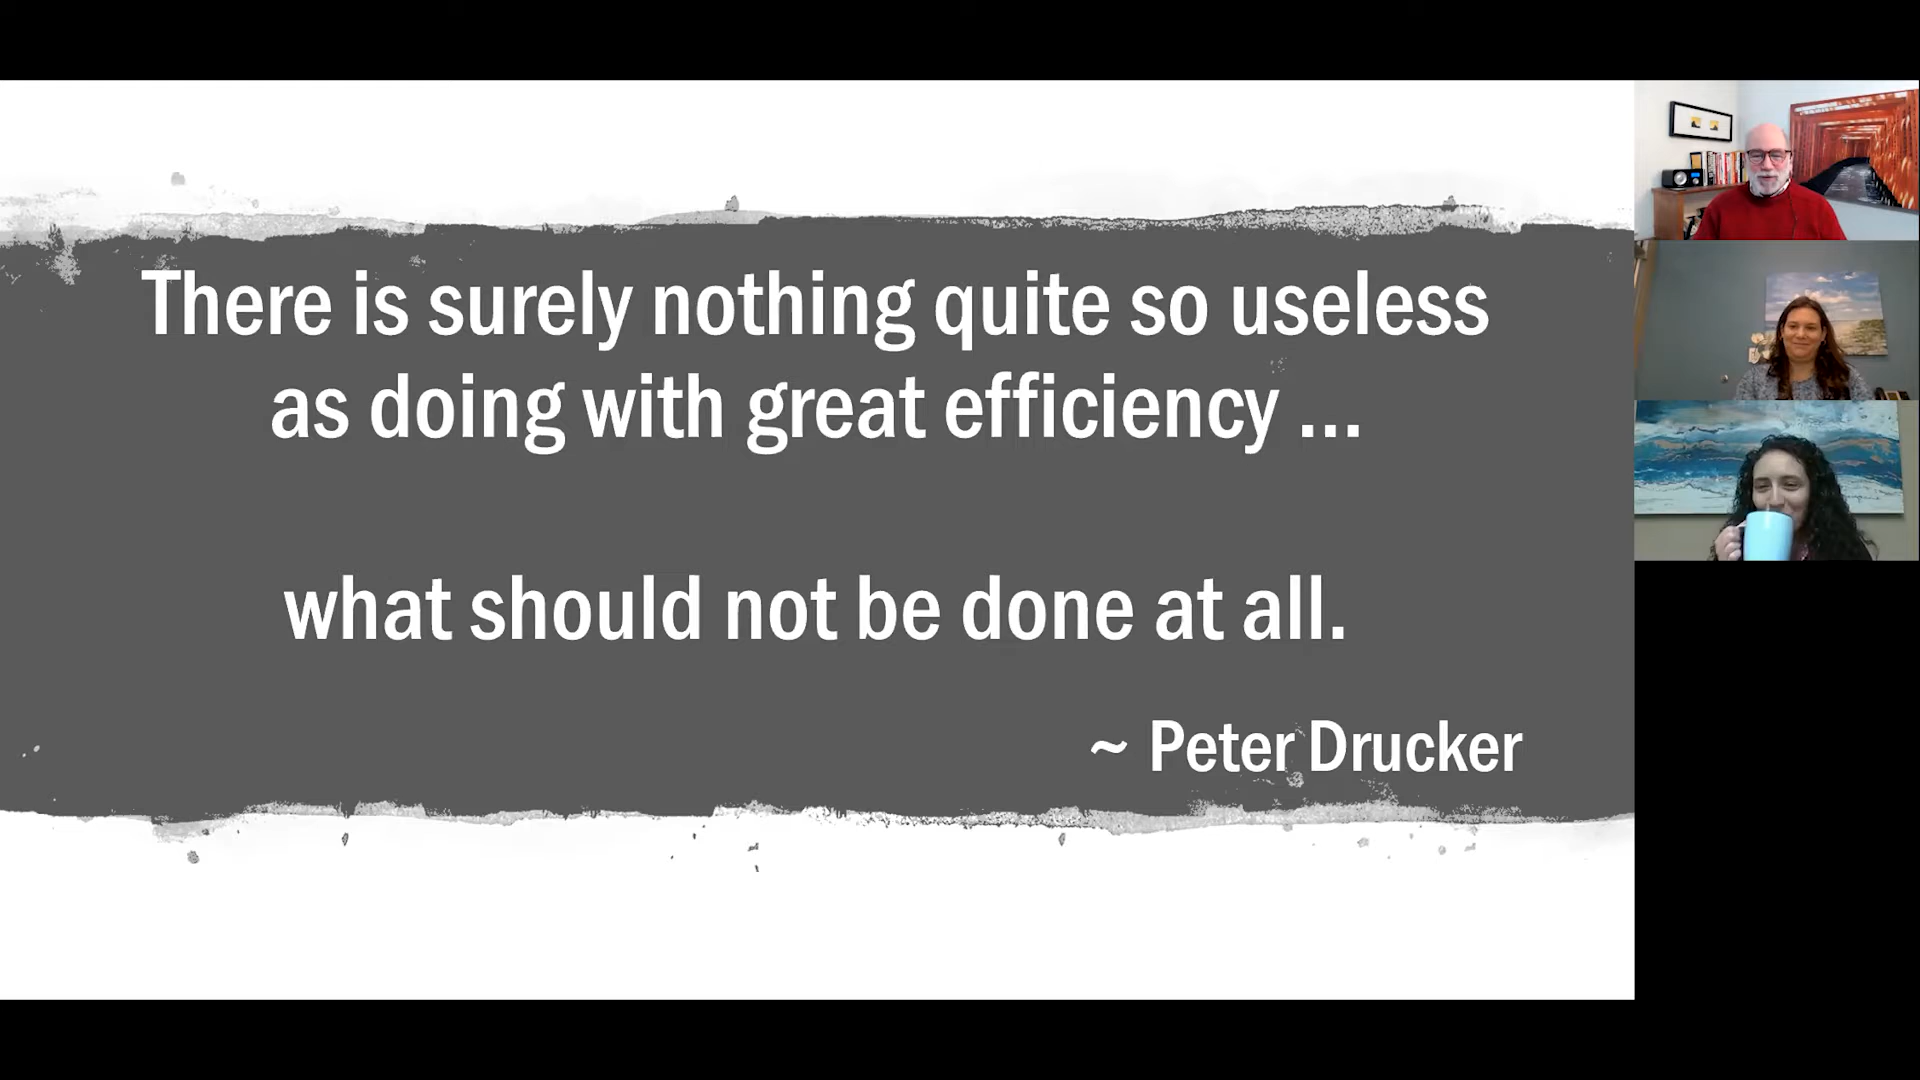 There is surely nothing quite so useless
as doing with great efficiency ...
what should not be done at all.
~ Peter Drucker